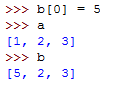 >>> b[0] = 5
>>> a
[1, 2, 3]
>>> b
[5, 2, 3]